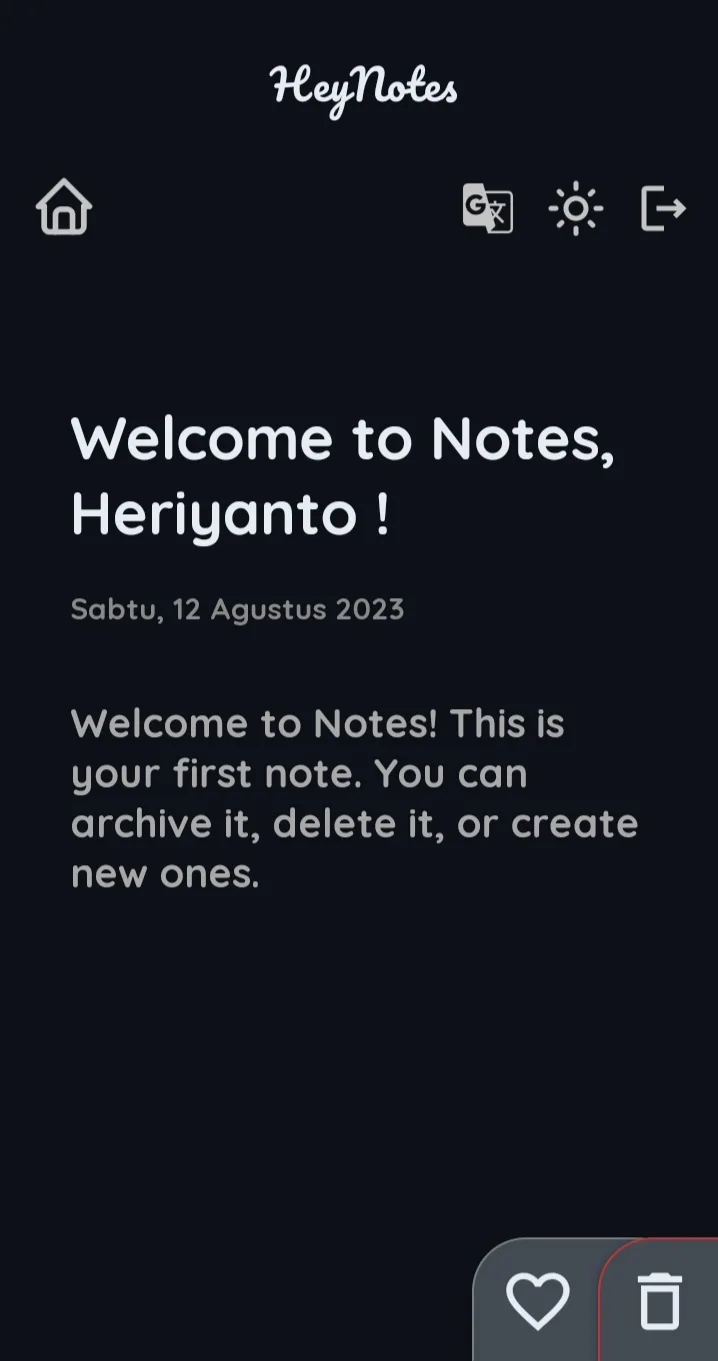 HeyNotes
G 文
Welcome to Notes,
Heriyanto !
Sabtu, 12 Agustus 2023
Welcome to Notes! This is
your first note. You can
archive it, delete it, or create
new ones.